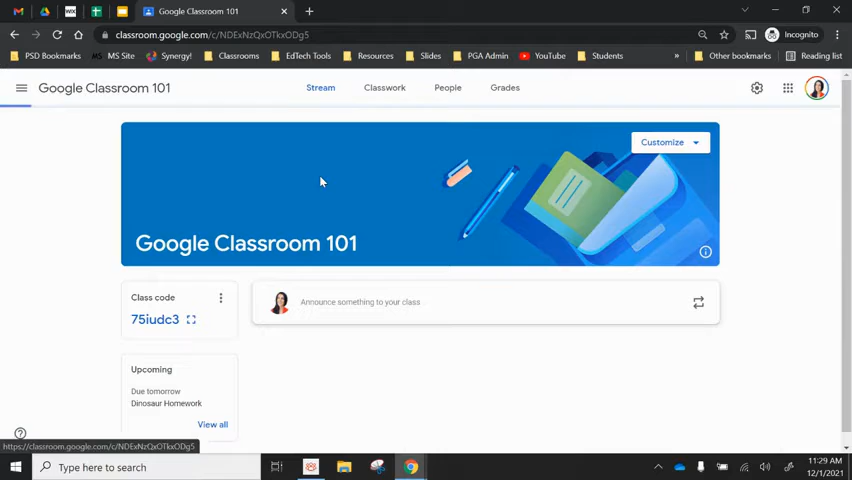 Google Classroom 101
classroom.google.com/c/NDExNzQxOTkxODg5
Incognito
PSD Bookmarks
MS Site
Synergy!
Classrooms
EdTech Tools
Resources
Slides
PGA Admin
YouTube
Students
»
Other bookmarks
Reading list
Google Classroom 101
Stream
Classwork
People
Grades
Customize
Google Classroom 101
Class code
75iudc3
Announce something to your class
Upcoming
Due tomorrow
Dinosaur Homework
View all
https://classroom.google.com/c/NDExNzQxOTkxODg5
Type here to search
11:29 AM
12/1/2021